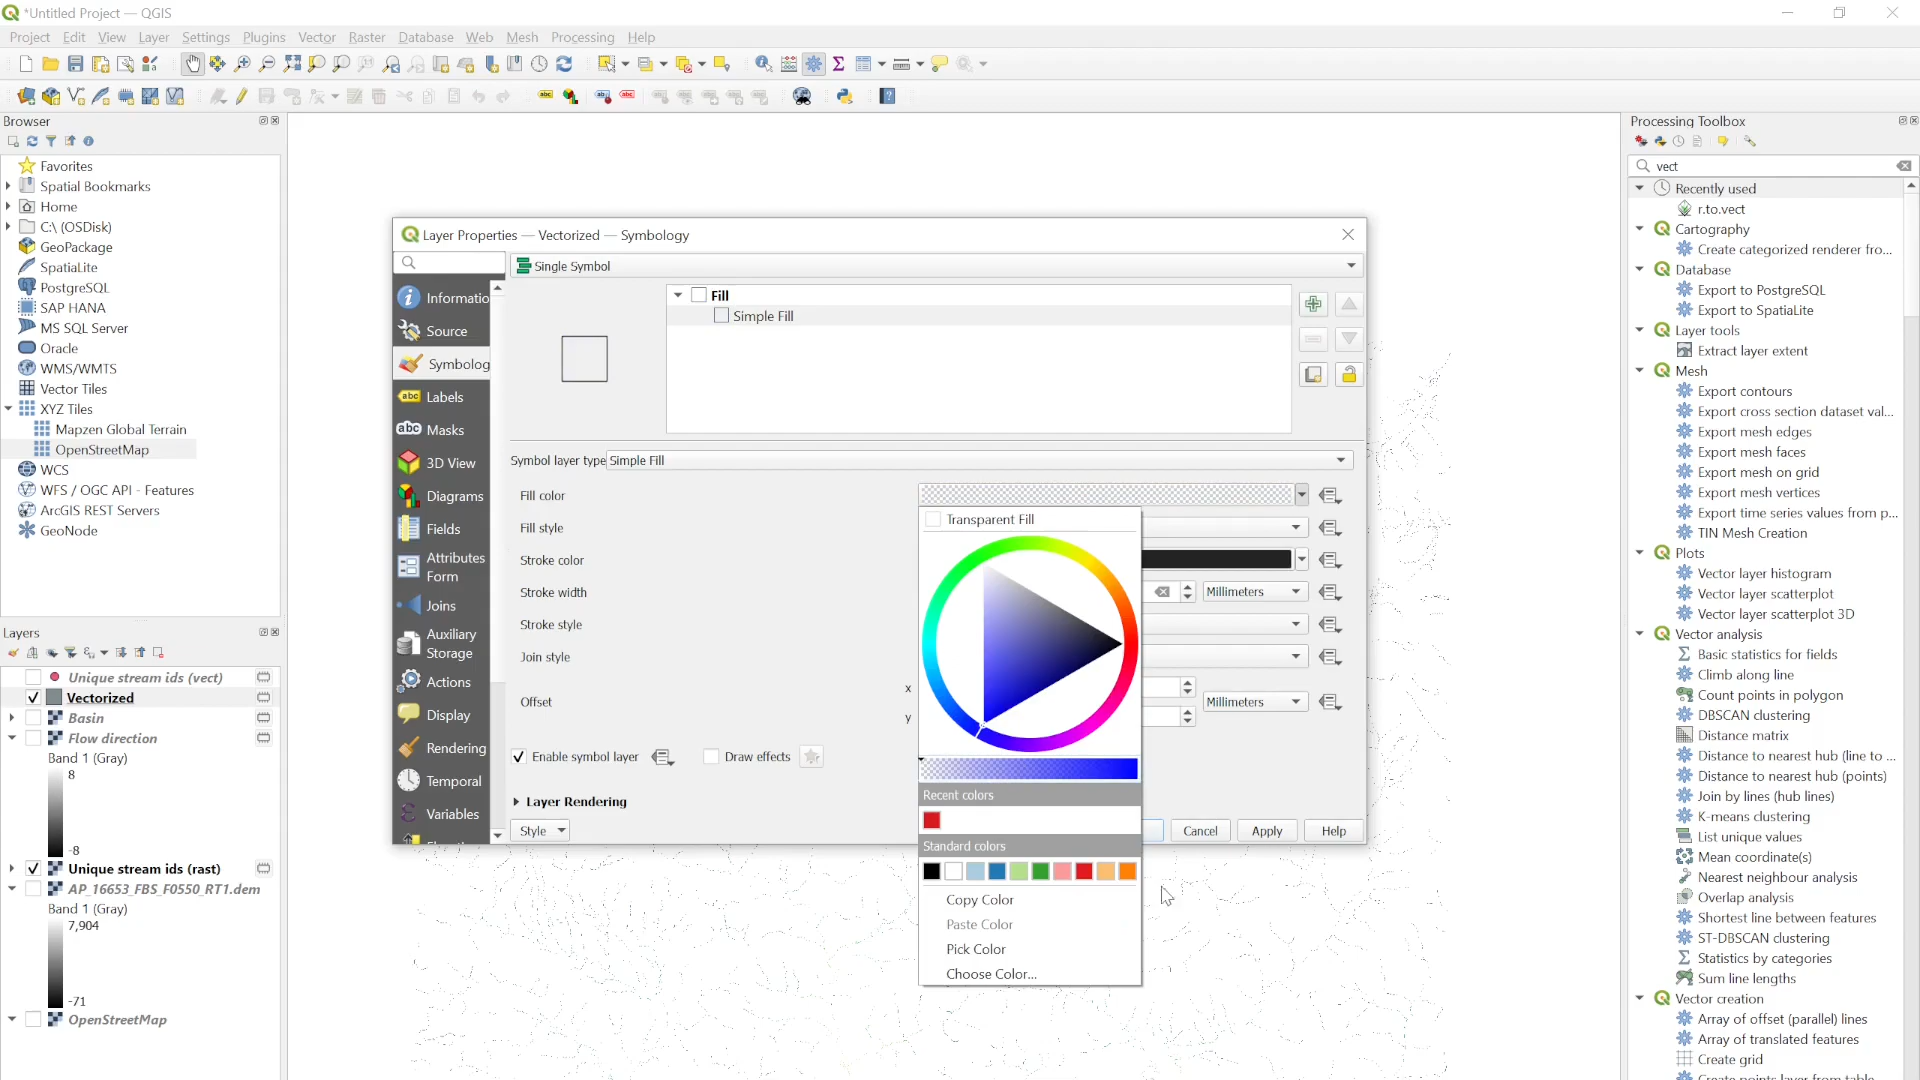 *Untitled Project — QGIS
Project Edit View Layer Settings Plugins Vector Raster Database Web Mesh Processing Help
Browser
Favorites
Spatial Bookmarks
Home
C:\ (OSDisk)
GeoPackage
SpatiaLite
PostgreSQL
SAP HANA
MS SQL Server
Oracle
WMS/WMTS
Vector Tiles
XYZ Tiles
Mapzen Global Terrain
OpenStreetMap
WCS
WFS / OGC API - Features
ArcGIS REST Servers
GeoNode
Layers
Unique stream ids (vect)
Vectorized
Basin
Flow direction
Band 1 (Gray)
8
-8
Unique stream ids (rast)
AP_16653_FBS_F0550_RT1.dem
Band 1 (Gray)
7,904
-71
OpenStreetMap
Layer Properties — Vectorized — Symbology
Informatio
Source
Symbolog
Labels
Masks
3D View
Diagrams
Fields
Attributes
Form
Joins
Auxiliary
Storage
Actions
Display
Rendering
Temporal
Variables
Single Symbol
Fill
Simple Fill
Symbol layer type Simple Fill
Fill color
Fill style
Stroke color
Stroke width
Millimeters
Stroke style
Join style
Offset
x
y
Millimeters
Enable symbol layer
Draw effects
Layer Rendering
Style
Cancel
Apply
Help
Transparent Fill
Recent colors
Standard colors
Copy Color
Paste Color
Pick Color
Choose Color...
Processing Toolbox
vect
Recently used
r.to.vect
Cartography
Create categorized renderer fro...
Database
Export to PostgreSQL
Export to SpatiaLite
Layer tools
Extract layer extent
Mesh
Export contours
Export cross section dataset val...
Export mesh edges
Export mesh faces
Export mesh on grid
Export mesh vertices
Export time series values from p...
TIN Mesh Creation
Plots
Vector layer histogram
Vector layer scatterplot
Vector layer scatterplot 3D
Vector analysis
Basic statistics for fields
Climb along line
Count points in polygon
DBSCAN clustering
Distance matrix
Distance to nearest hub (line to ...
Distance to nearest hub (points)
Join by lines (hub lines)
K-means clustering
List unique values
Mean coordinate(s)
Nearest neighbour analysis
Overlap analysis
Shortest line between features
ST-DBSCAN clustering
Statistics by categories
Sum line lengths
Vector creation
Array of offset (parallel) lines
Array of translated features
Create grid
Create points layer from table